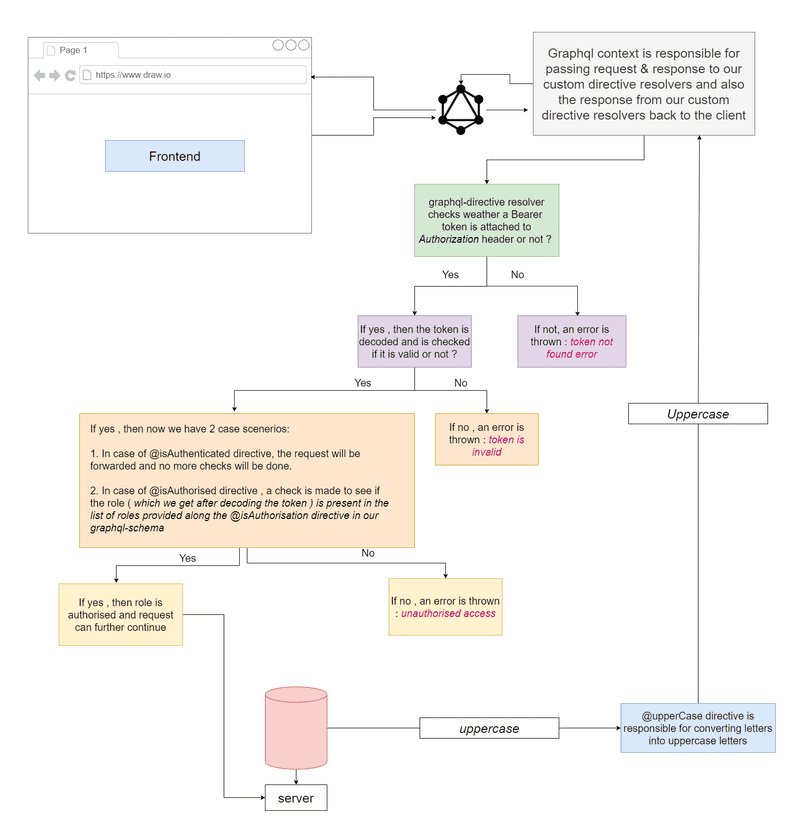 Page 1
https://www.draw.io
Frontend
Graphql context is responsible for
passing request & response to our
custom directive resolvers and also
the response from our custom
directive resolvers back to the client
graphql-directive resolver
checks weather a Bearer
token is attached to
Authorization header or not ?
Yes
No
If yes , then the token is
decoded and is checked
if it is valid or not ?
If not, an error is
thrown : token not
found error
Yes
No
If yes , then now we have 2 case scenerios:
1. In case of @isAuthenticated directive, the request will be
forwarded and no more checks will be done.
2. In case of @isAuthorised directive , a check is made to see if
the role ( which we get after decoding the token ) is present in the
list of roles provided along the @isAuthorisation directive in our
graphql-schema
If no , an error is
thrown : token is
invalid
Uppercase
Yes
No
If yes , then role is
authorised and request
can further continue
If no , an error is thrown
: unauthorised access
uppercase
@upperCase directive is
responsible for converting letters
into uppercase letters
server